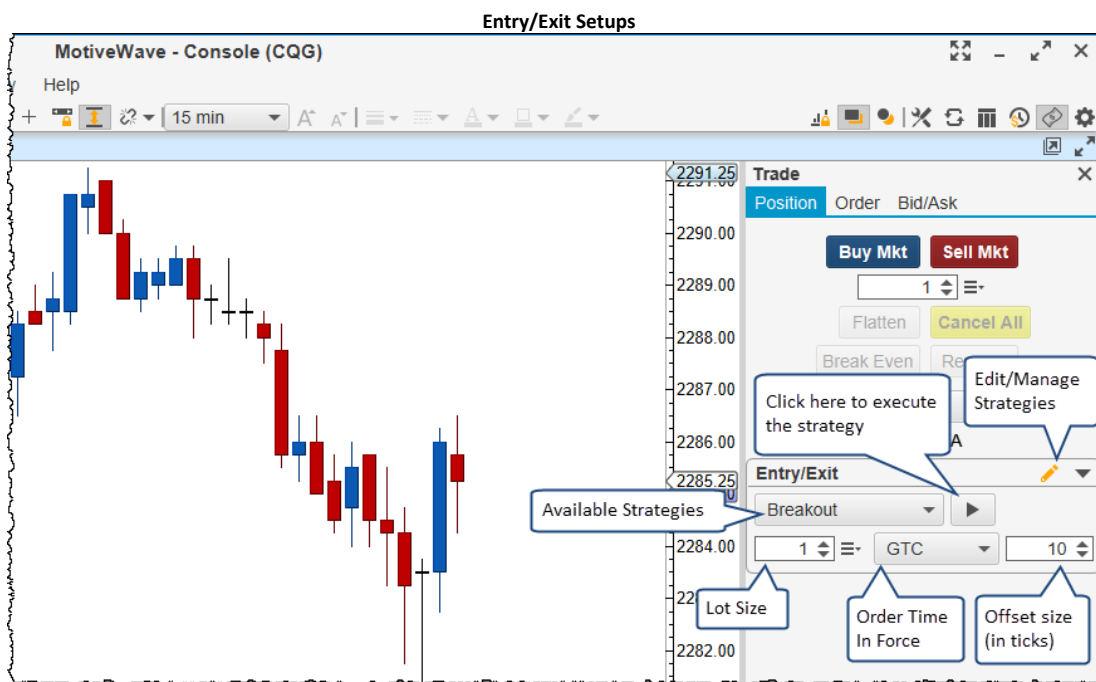 Entry/Exit Setups
MotiveWave - Console (CQG)
Help
15 min
2291.25
Trade
Position Order Bid/Ask
2290.00
Buy Mkt Sell Mkt
2289.00
1
2288.00
Flatten Cancel All
Break Even
2287.00
Click here to execute
the strategy
Edit/Manage
Strategies
2286.00
A
2285.25
Entry/Exit
Available Strategies
Breakout
2284.00
1 GTC 10
Lot Size
Order Time
In Force
Offset size
(in ticks)
2282.00